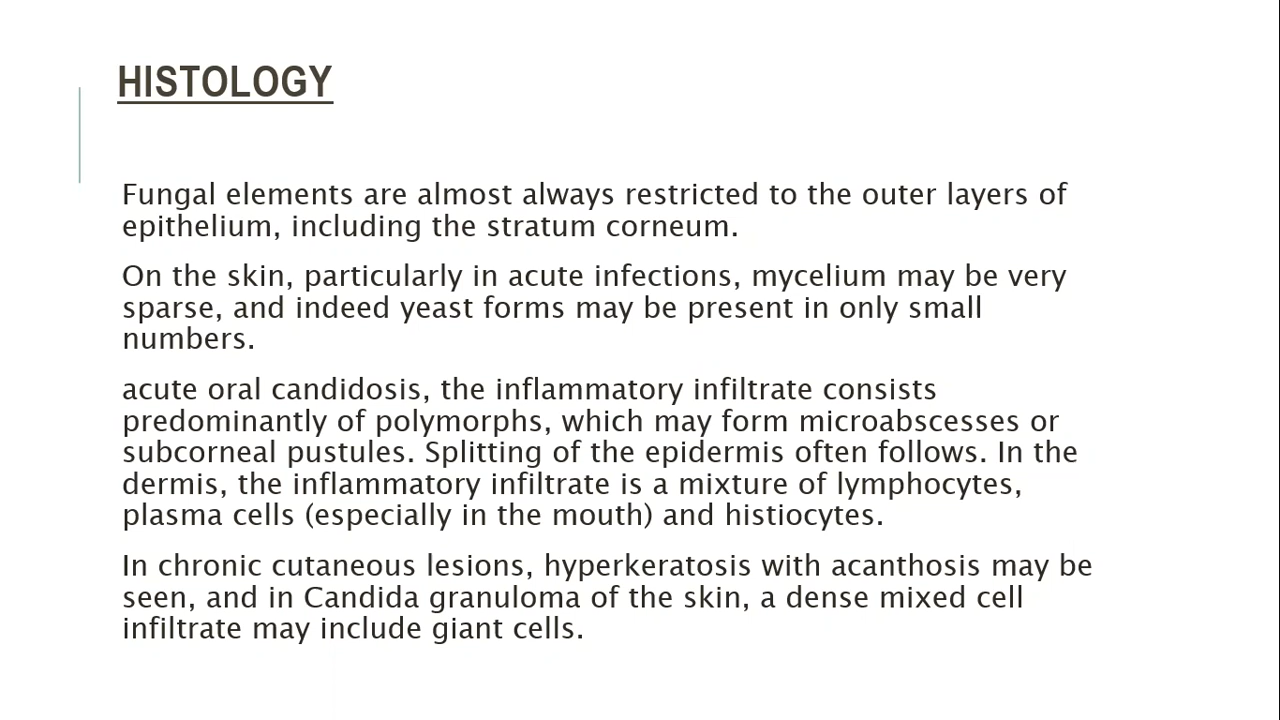 HISTOLOGY
Fungal elements are almost always restricted to the outer layers of
epithelium, including the stratum corneum.
On the skin, particularly in acute infections, mycelium may be very
sparse, and indeed yeast forms may be present in only small
numbers.
acute oral candidosis, the inflammatory infiltrate consists
predominantly of polymorphs, which may form microabscesses or
subcorneal pustules. Splitting of the epidermis often follows. In the
dermis, the inflammatory infiltrate is a mixture of lymphocytes,
plasma cells (especially in the mouth) and histiocytes.
In chronic cutaneous lesions, hyperkeratosis with acanthosis may be
seen, and in Candida granuloma of the skin, a dense mixed cell
infiltrate may include giant cells.